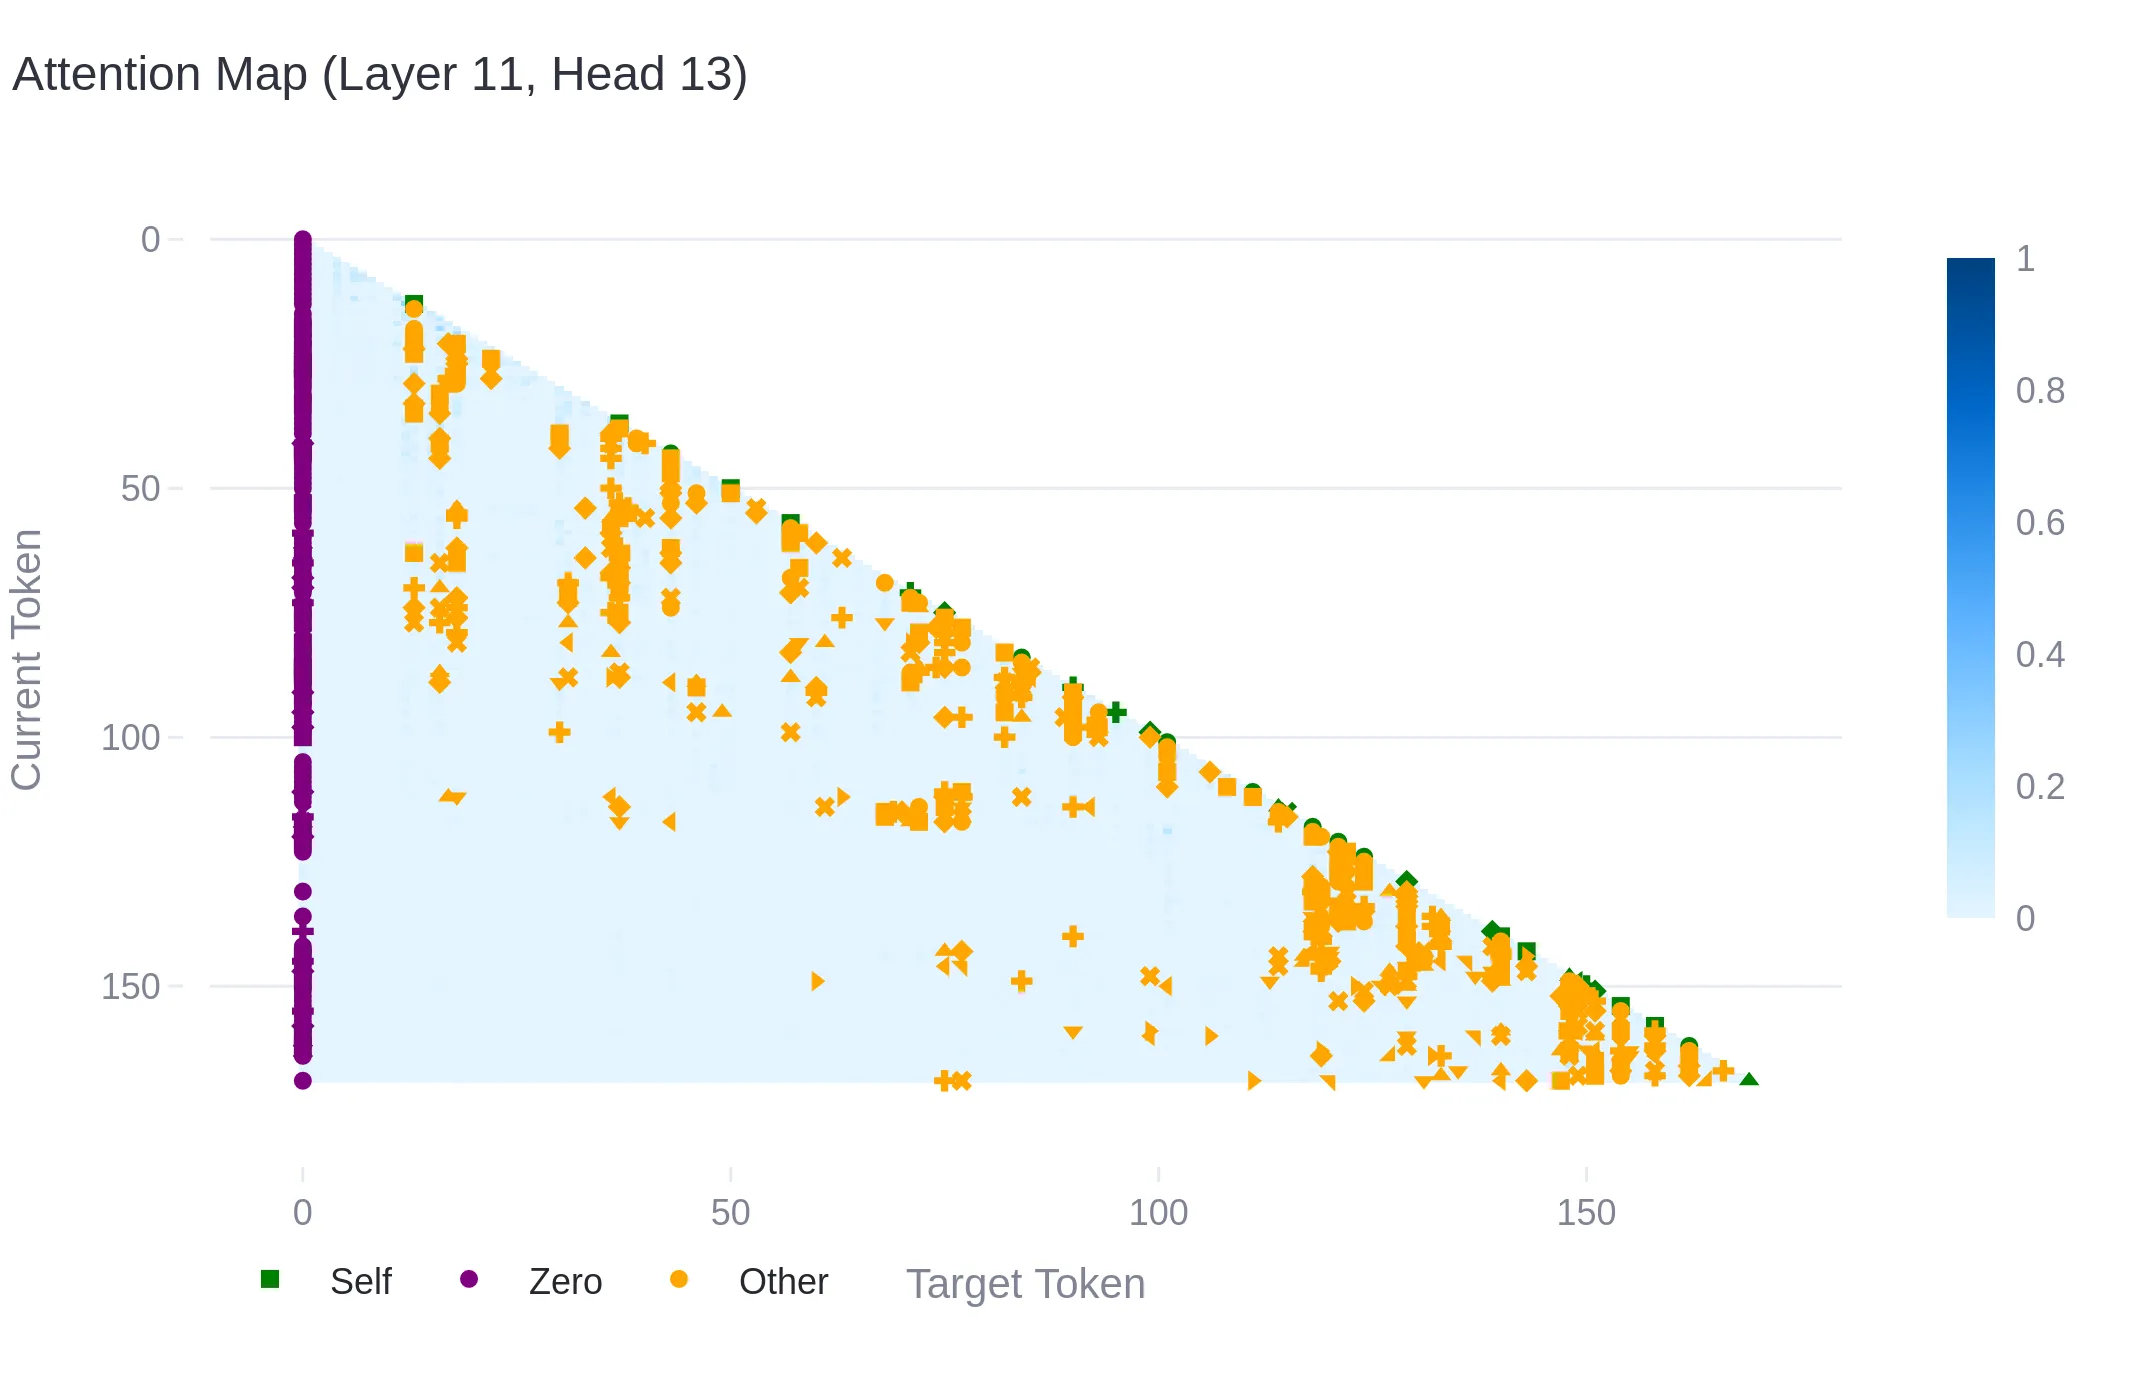 Attention Map (Layer 11, Head 13)
0
50
100
150
Current Token
0 50 100 150
Self Zero Other Target Token
1
0.8
0.6
0.4
0.2
0